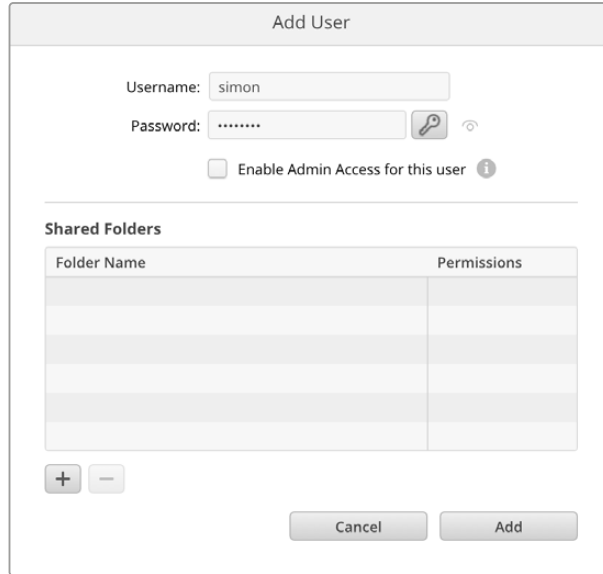 Add User
Username: simon
Password: ••••••••
Enable Admin Access for this user
Shared Folders
Folder Name Permissions
Cancel Add